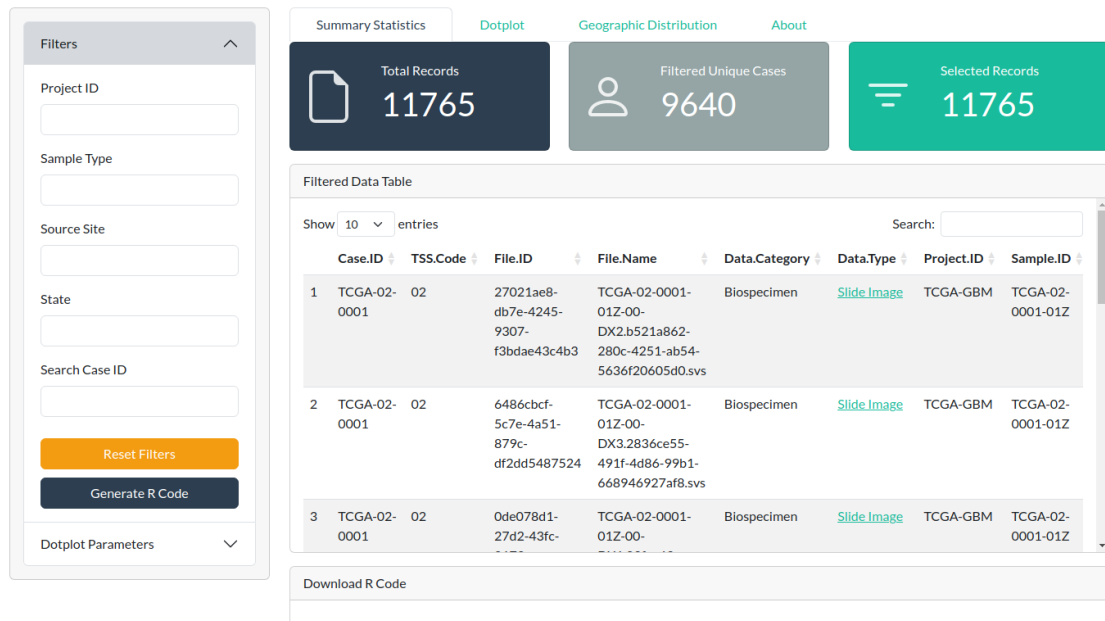 Filters
Project ID
Sample Type
Source Site
State
Search Case ID
Reset Filters
Generate R Code
Dotplot Parameters
Summary Statistics Dotplot Geographic Distribution About
Total Records
11765
Filtered Unique Cases
9640
Selected Records
11765
Filtered Data Table
Show 10 entries Search:
Case.ID TSS.Code File.ID File.Name Data.Category Data.Type Project.ID Sample.ID
1 TCGA-02- 02 27021ae8- TCGA-02-0001- Biospecimen Slide Image TCGA-GBM TCGA-02-
0001 db7e-4245- 01Z-00- 0001-01Z
9307- DX2.b521a862-
f3bdae43c4b3 280c-4251-ab54-
5636f20605d0.svs
2 TCGA-02- 02 6486cbcf- TCGA-02-0001- Biospecimen Slide Image TCGA-GBM TCGA-02-
0001 5c7e-4a51- 01Z-00- 0001-01Z
879c- DX3.2836ce55-
df2dd5487524 491f-4d86-99b1-
668946927af8.svs
3 TCGA-02- 02 0de078d1- TCGA-02-0001- Biospecimen Slide Image TCGA-GBM TCGA-02-
0001 27d2-43fc- 01Z-00- 0001-01Z
Download R Code